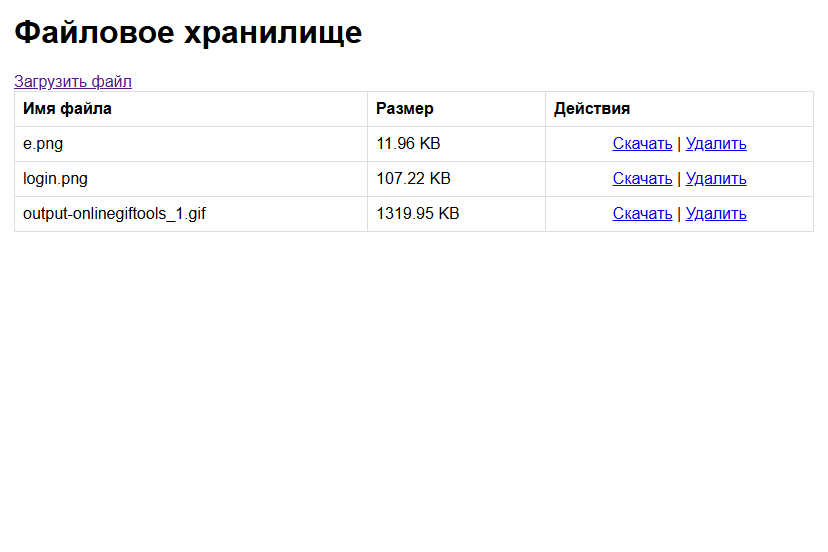 Файловое хранилище
Загрузить файл
Имя файла Размер Действия
e.png 11.96 KB Скачать | Удалить
login.png 107.22 KB Скачать | Удалить
output-onlinegiftools_1.gif 1319.95 KB Скачать | Удалить